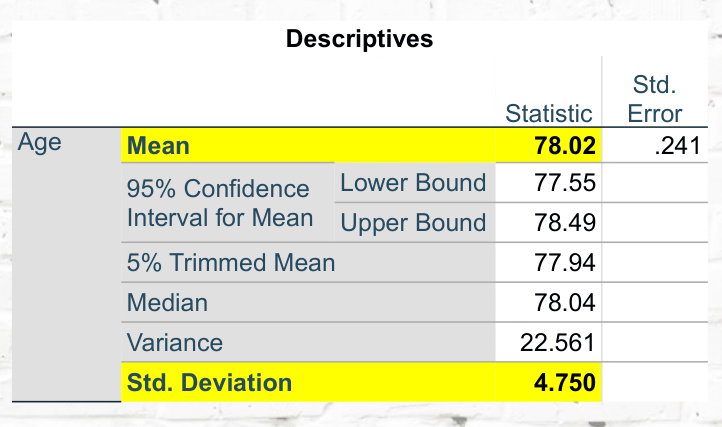 Descriptives
Statistic Std. Error
Age Mean 78.02 .241
95% Confidence Interval for Mean Lower Bound 77.55
Upper Bound 78.49
5% Trimmed Mean 77.94
Median 78.04
Variance 22.561
Std. Deviation 4.750